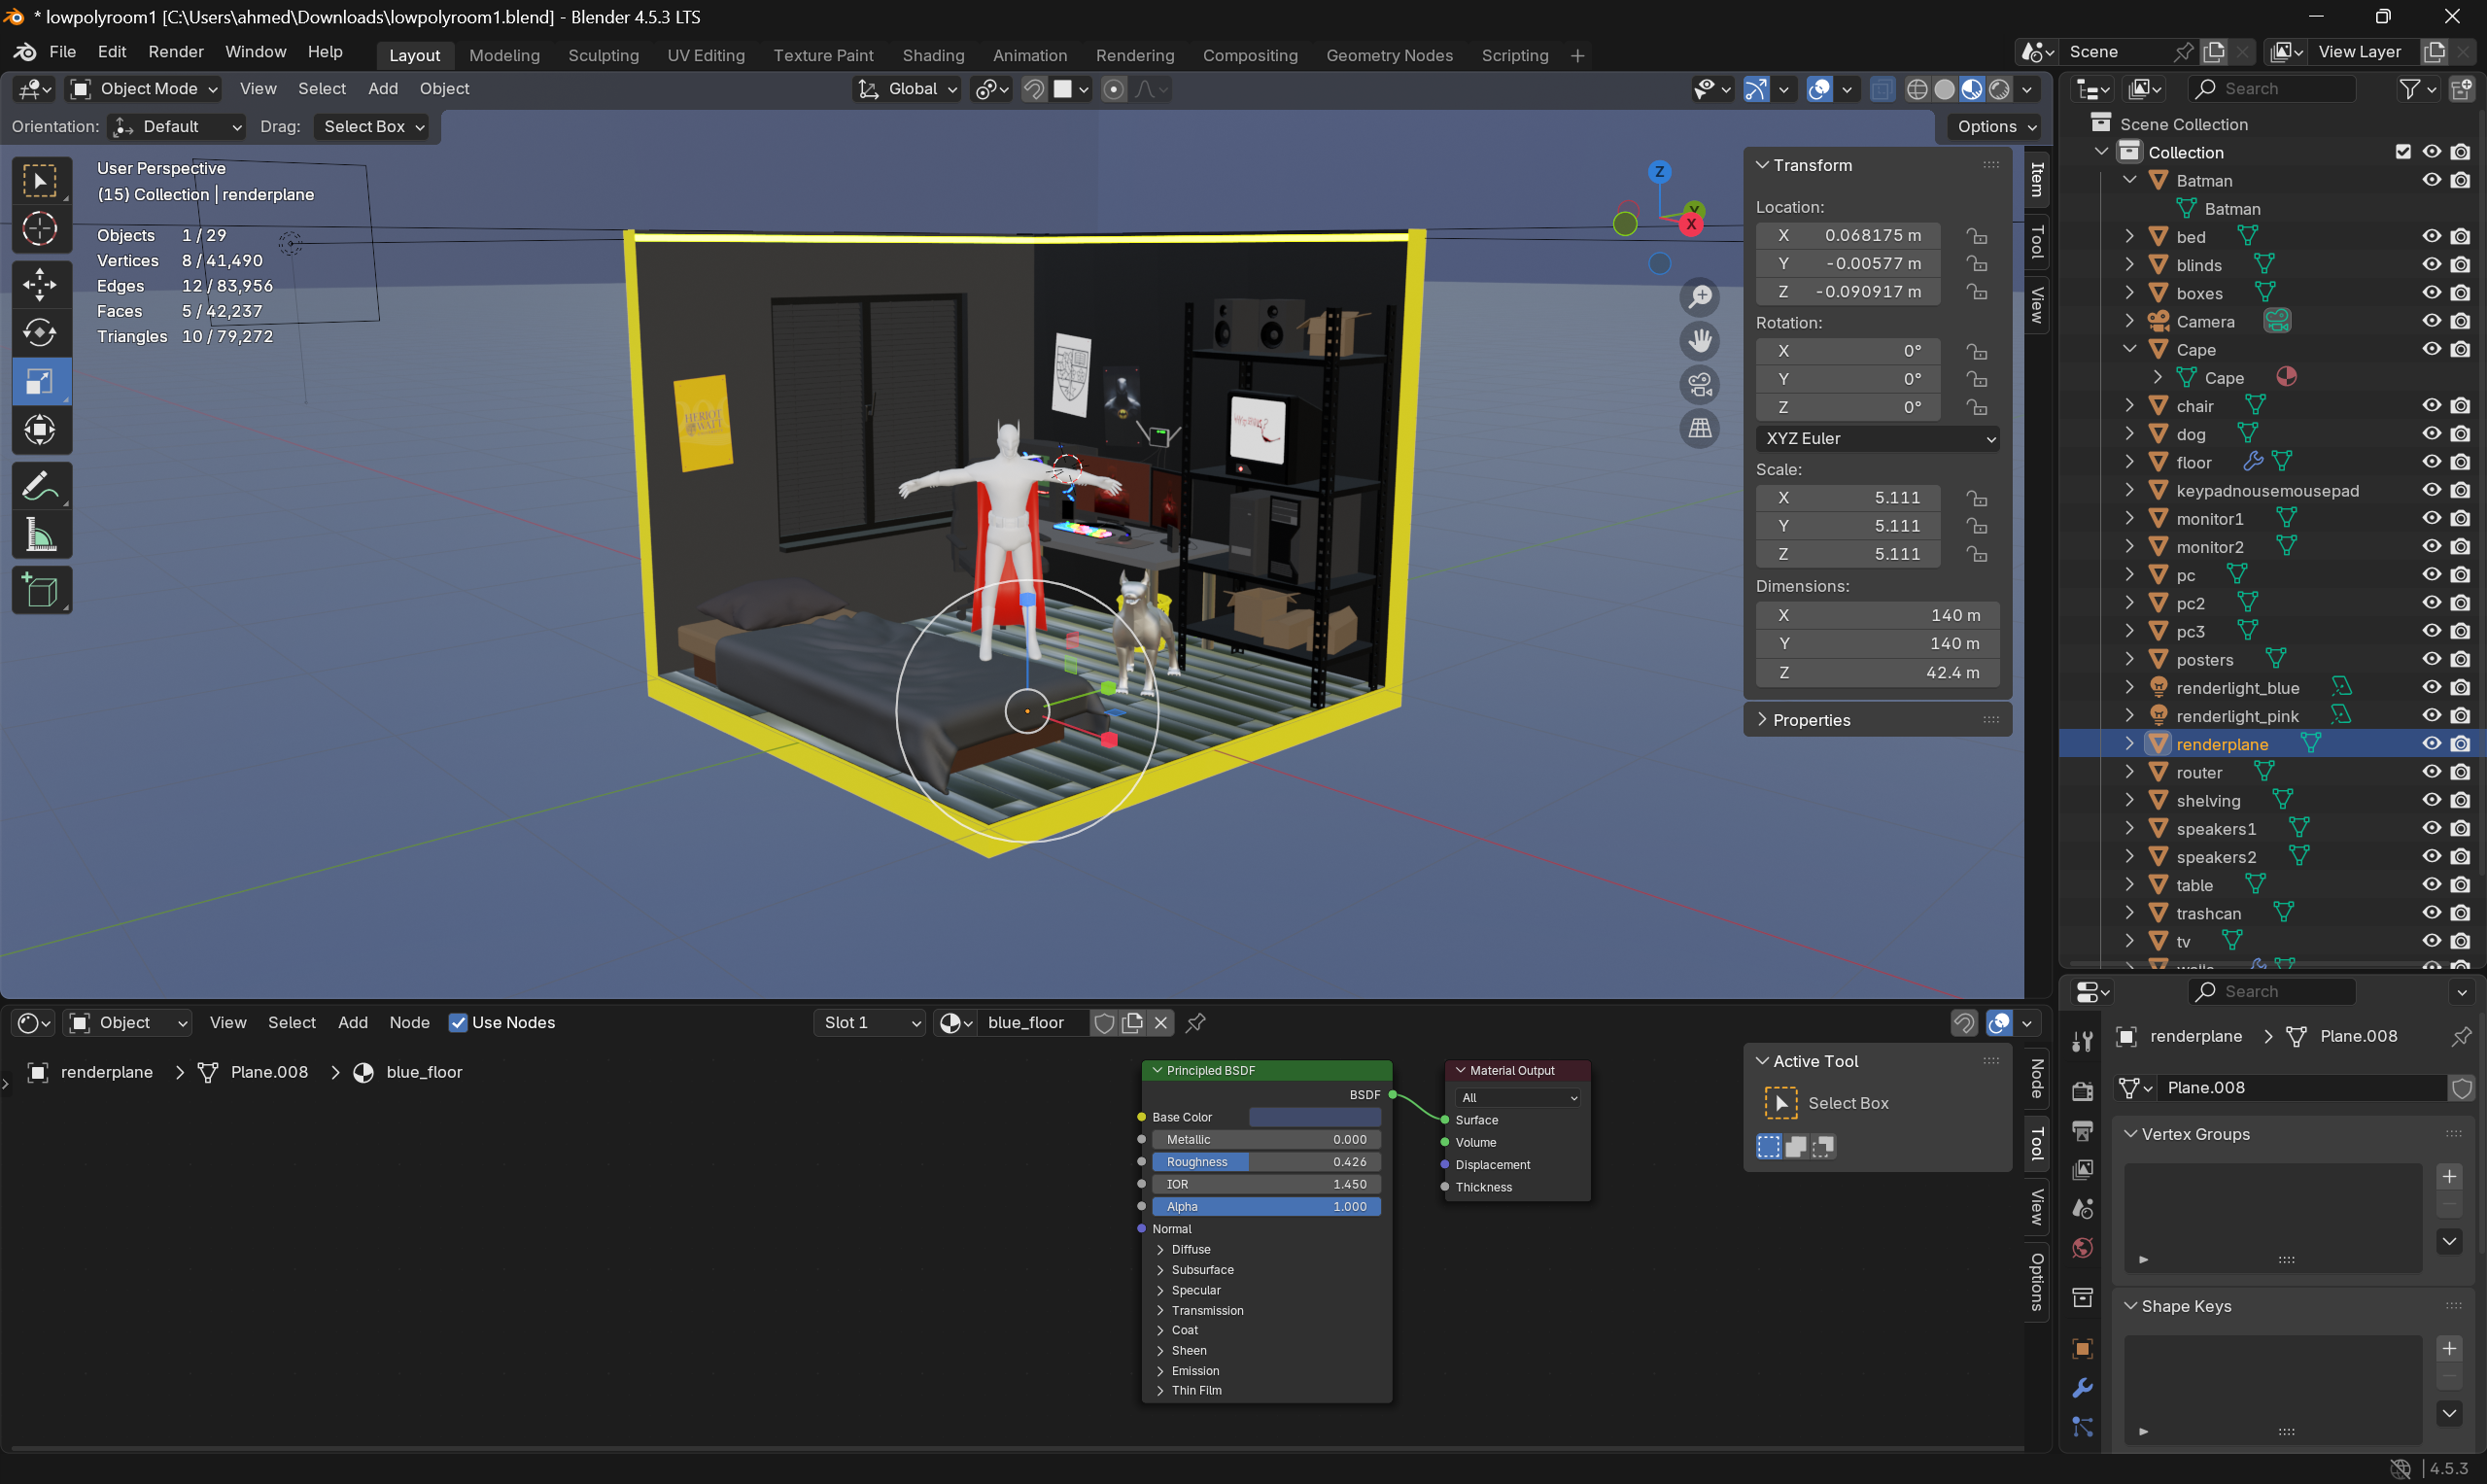 * lowpolyroom1 [C:\Users\ahmed\Downloads\lowpolyroom1.blend] - Blender 4.5.3 LTS
File Edit Render Window Help Layout Modeling Sculpting UV Editing Texture Paint Shading Animation Rendering Compositing Geometry Nodes Scripting + Scene View Layer
Object Mode View Select Add Object Global Search
Orientation: Default Drag: Select Box Options
User Perspective
(15) Collection | renderplane
Objects 1 / 29
Vertices 8 / 41,490
Edges 12 / 83,956
Faces 5 / 42,237
Triangles 10 / 79,272
HERIOT
WATT
Z
Y
X
Transform
Location:
X 0.068175 m
Y -0.00577 m
Z -0.090917 m
Rotation:
X 0°
Y 0°
Z 0°
XYZ Euler
Scale:
X 5.111
Y 5.111
Z 5.111
Dimensions:
X 140 m
Y 140 m
Z 42.4 m
Properties
Item
Tool
View
Scene Collection
Collection
Batman
Batman
bed
blinds
boxes
Camera
Cape
Cape
chair
dog
floor
keypadnousemousepad
monitor1
monitor2
pc
pc2
pc3
posters
renderlight_blue
renderlight_pink
renderplane
router
shelving
speakers1
speakers2
table
trashcan
tv
Object View Select Add Node Use Nodes Slot 1 blue_floor
renderplane > Plane.008 > blue_floor
Principled BSDF
BSDF
Base Color
Metallic 0.000
Roughness 0.426
IOR 1.450
Alpha 1.000
Normal
Diffuse
Subsurface
Specular
Transmission
Coat
Sheen
Emission
Thin Film
Material Output
All
Surface
Volume
Displacement
Thickness
Active Tool
Select Box
Node
Tool
View
Options
Search
renderplane > Plane.008
Plane.008
Vertex Groups
Shape Keys
4.5.3